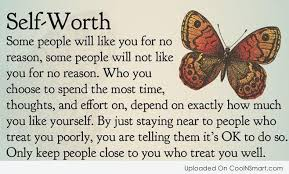 Self-Worth
Some people will like you for no
reason, some people will not like
you for no reason. Who you
choose to spend the most time,
thoughts, and effort on, depend on exactly how much
you like yourself. By just staying near to people who
treat you poorly, you are telling them it's OK to do so.
Only keep people close to you who treat you well.
Uploaded On CoolNSmart.com